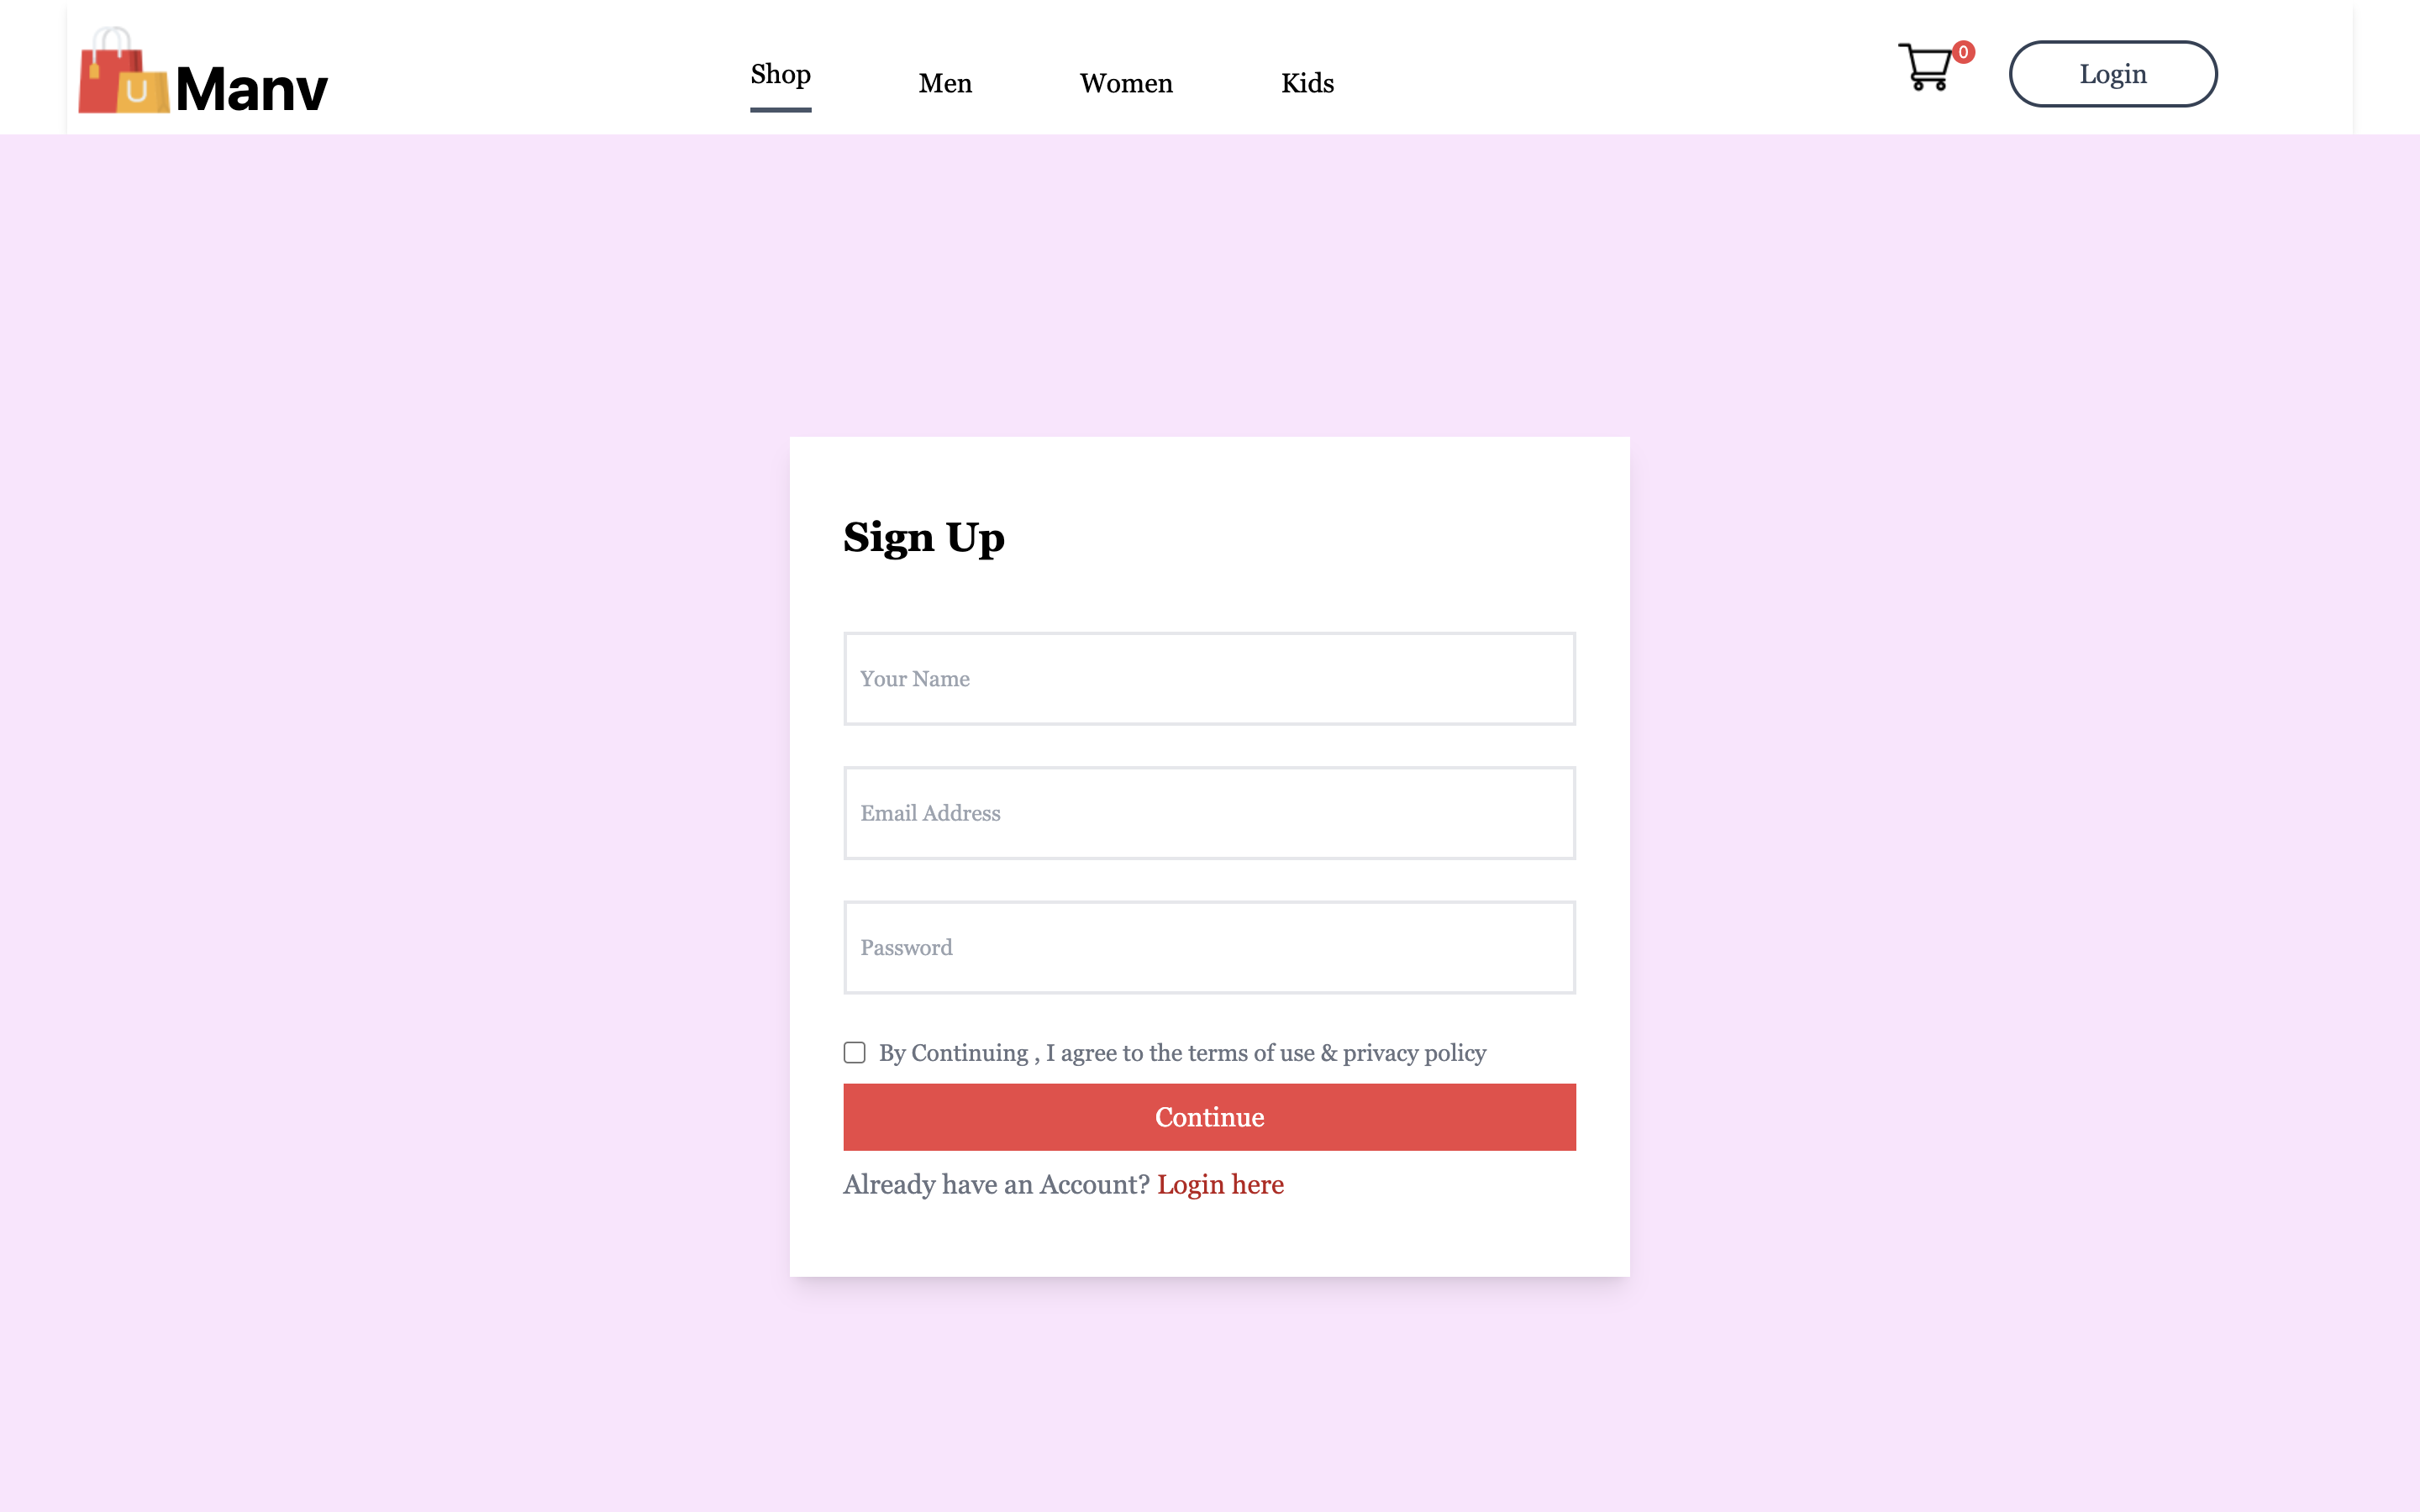 Manv
Shop
Men
Women
Kids
0
Login
Sign Up
Your Name
Email Address
Password
By Continuing , I agree to the terms of use & privacy policy
Continue
Already have an Account? Login here